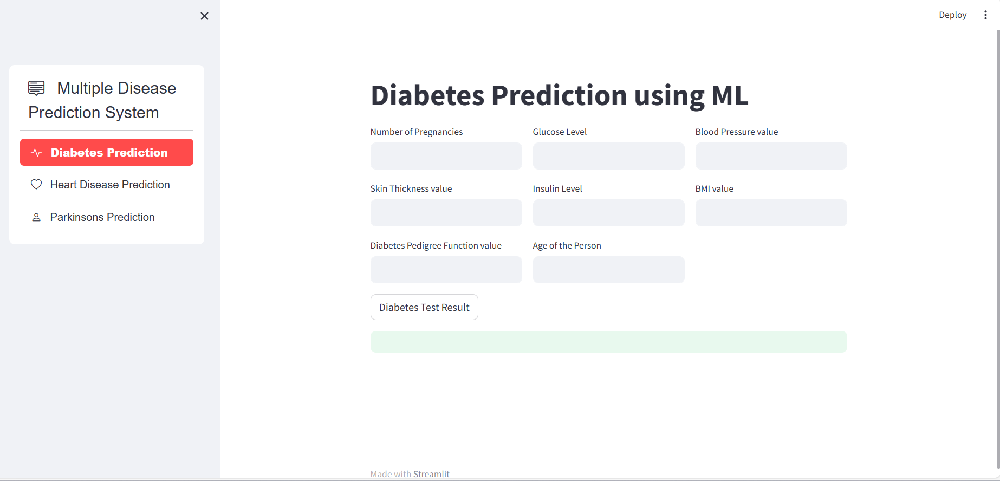 Deploy
Multiple Disease
Prediction System
Diabetes Prediction
Heart Disease Prediction
Parkinsons Prediction
Diabetes Prediction using ML
Number of Pregnancies Glucose Level Blood Pressure value
Skin Thickness value Insulin Level BMI value
Diabetes Pedigree Function value Age of the Person
Diabetes Test Result
Made with Streamlit